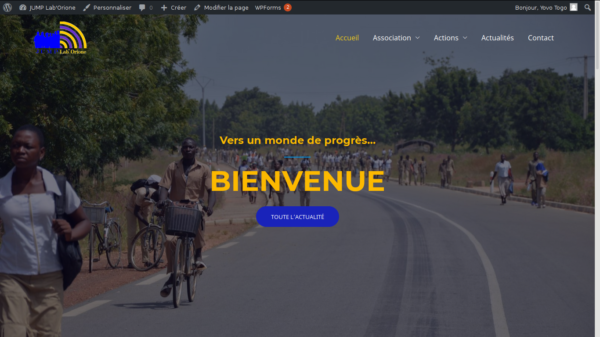 JUMP Lab'Orione
Personnaliser
0
Créer
Modifier la page
WPForms 2
Bonjour, Yovo Togo
Lab'Orione
Accueil
Association
Actions
Actualités
Contact
Vers un monde de progrès...
BIENVENUE
TOUTE L'ACTUALITÉ